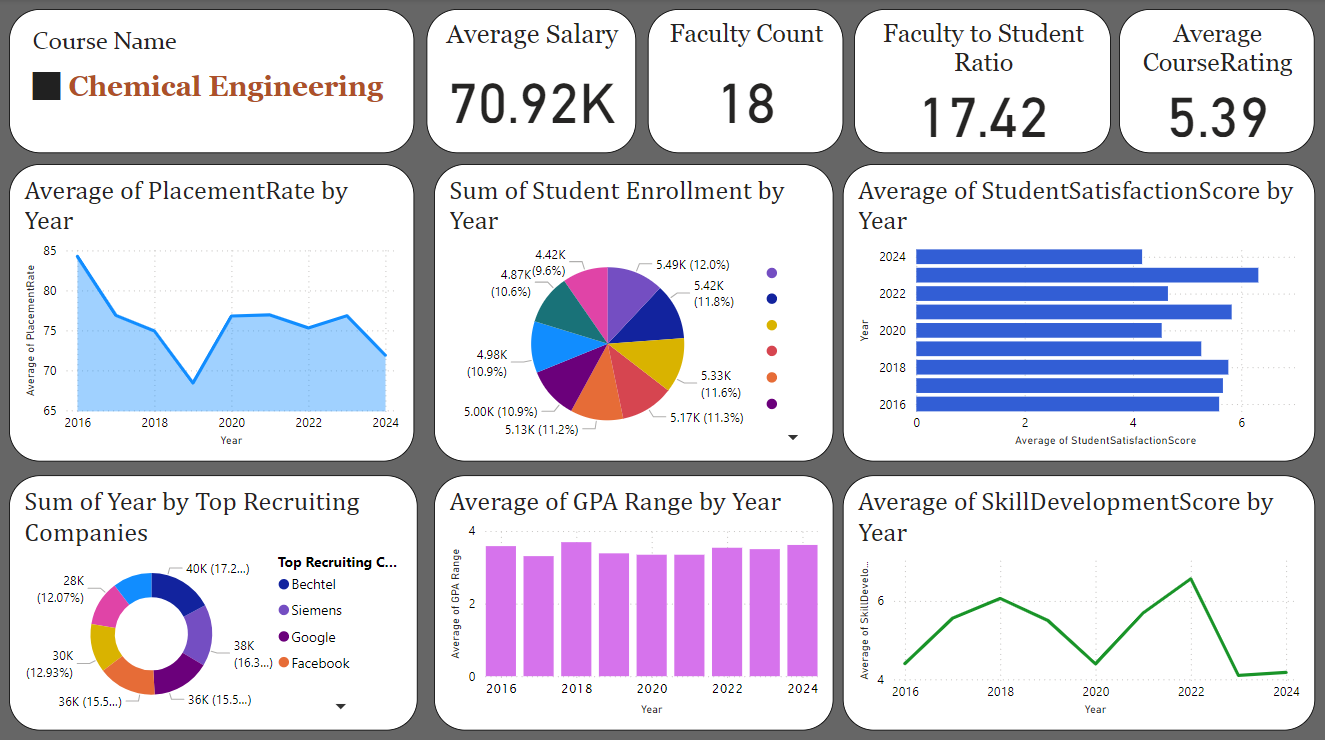 Course Name
Chemical Engineering
Average Salary
70.92K
Faculty Count
18
Faculty to Student
Ratio
17.42
Average
CourseRating
5.39
Average of PlacementRate by
Year
Average of PlacementRate
85
80
75
70
65
2016
2018
2020
2022
2024
Year
Sum of Student Enrollment by
Year
5.49K (12.0%)
5.42K
(11.8%)
5.33K
(11.6%)
5.17K (11.3%)
5.13K (11.2%)
5.00K (10.9%)
4.98K
(10.9%)
4.87K
(10.6%)
4.42K
(9.6%)
Average of StudentSatisfactionScore by
Year
Year
2024
2022
2020
2018
2016
0
2
4
6
Average of StudentSatisfactionScore
Sum of Year by Top Recruiting
Companies
40K (17.2...)
38K
(16.3...)
36K (15.5...)
36K (15.5...)
30K
(12.93%)
28K
(12.07%)
Top Recruiting C...
Bechtel
Siemens
Google
Facebook
Average of GPA Range by Year
Average of GPA Range
4
2
0
2016
2018
2020
2022
2024
Year
Average of SkillDevelopmentScore by
Year
Average of SkillDevelo...
6
4
2016
2018
2020
2022
2024
Year